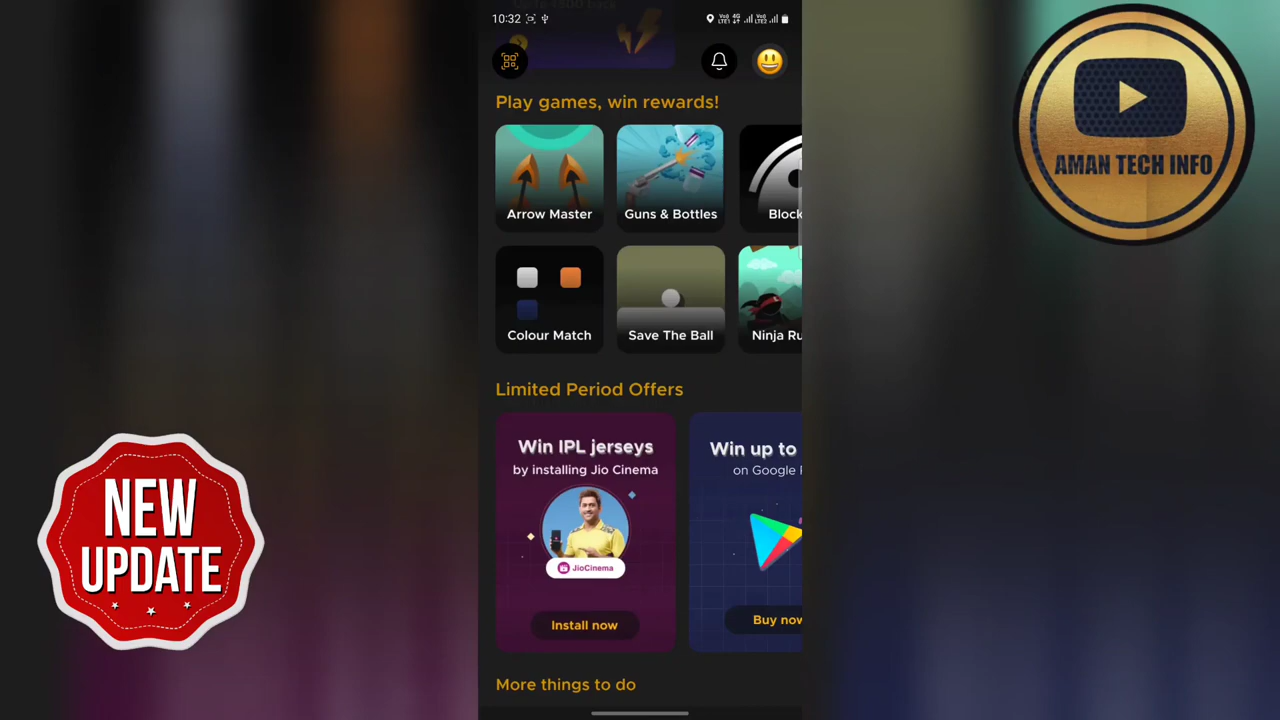 10:32
Play games, win rewards!
Arrow Master
Guns & Bottles
Block
Colour Match
Save The Ball
Ninja Ru
Limited Period Offers
Win IPL jerseys
by installing Jio Cinema
JioCinema
Install now
Win up to
on Google
Buy now
More things to do
NEW
UPDATE
AMAN TECH INFO